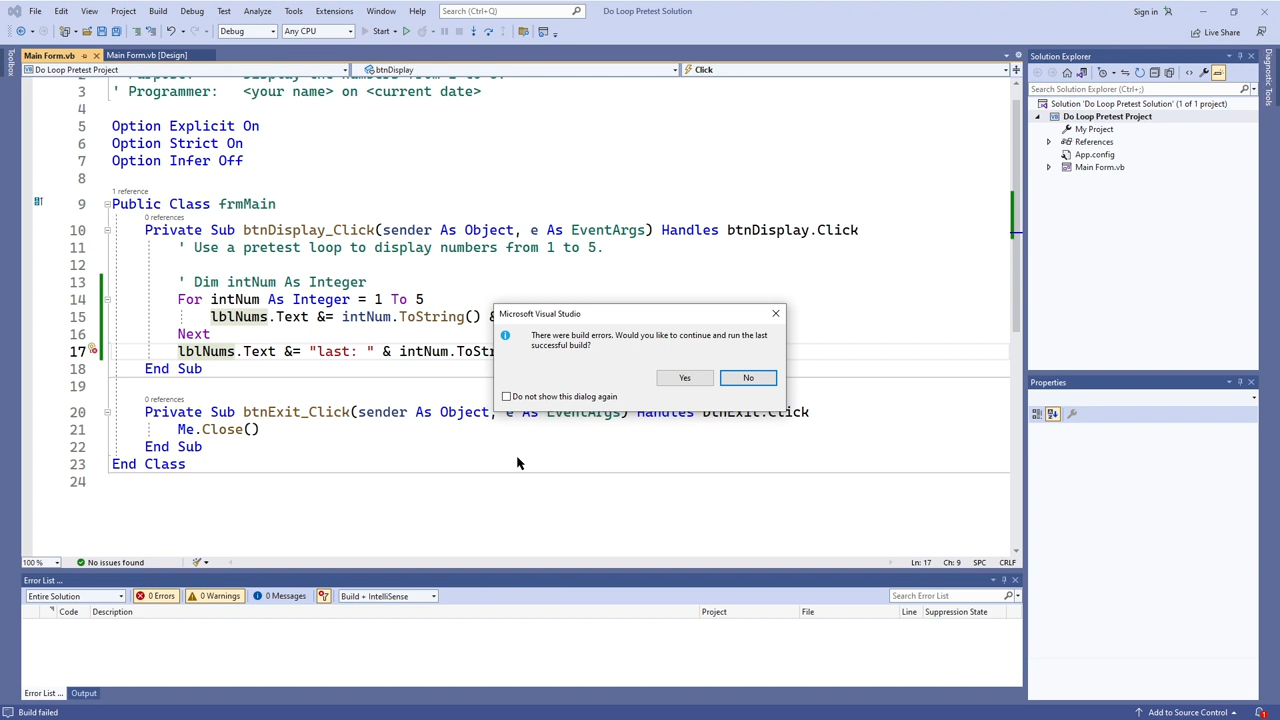 File Edit View Project Build Debug Test Analyze Tools Extensions Window Help Search (Ctrl+Q) Do Loop Pretest Solution Sign in
Debug Any CPU Start Live Share
Main Form.vb Main Form.vb [Design]
Do Loop Pretest Project btnDisplay Click
3 ' Programmer: <your name> on <current date>
4
5 Option Explicit On
6 Option Strict On
7 Option Infer Off
8
1 reference
9 Public Class frmMain
0 references
10 Private Sub btnDisplay_Click(sender As Object, e As EventArgs) Handles btnDisplay.Click
11 ' Use a pretest loop to display numbers from 1 to 5.
12
13 ' Dim intNum As Integer
14 For intNum As Integer = 1 To 5
15 lblNums.Text &= intNum.ToString() &
16 Next
17 lblNums.Text &= "last: " & intNum.ToStr
18 End Sub
19
0 references
20 Private Sub btnExit_Click(sender As Object, e As EventArgs) Handles btnExit.Click
21 Me.Close()
22 End Sub
23 End Class
24
Microsoft Visual Studio
There were build errors. Would you like to continue and run the last
successful build?
Yes No
Do not show this dialog again
100 % No issues found Ln: 17 Ch: 9 SPC CRLF
Error List ...
Entire Solution 0 Errors 0 Warnings 0 Messages Build + IntelliSense Search Error List
Code Description Project File Line Suppression State
Error List ... Output
Build failed Add to Source Control 1
Toolbox
Solution Explorer
Search Solution Explorer (Ctrl+;)
Solution 'Do Loop Pretest Solution' (1 of 1 project)
Do Loop Pretest Project
My Project
References
App.config
Main Form.vb
Properties
Diagnostic Tools